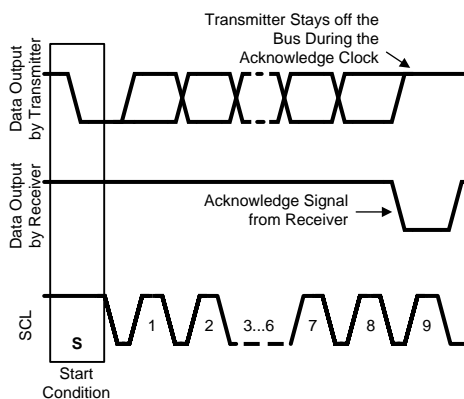 Transmitter Stays off the
Bus During the
Acknowledge Clock
Data Output
by Transmitter
Data Output
by Receiver
Acknowledge Signal
from Receiver
SCL
1 2 3...6 7 8 9
S
Start
Condition